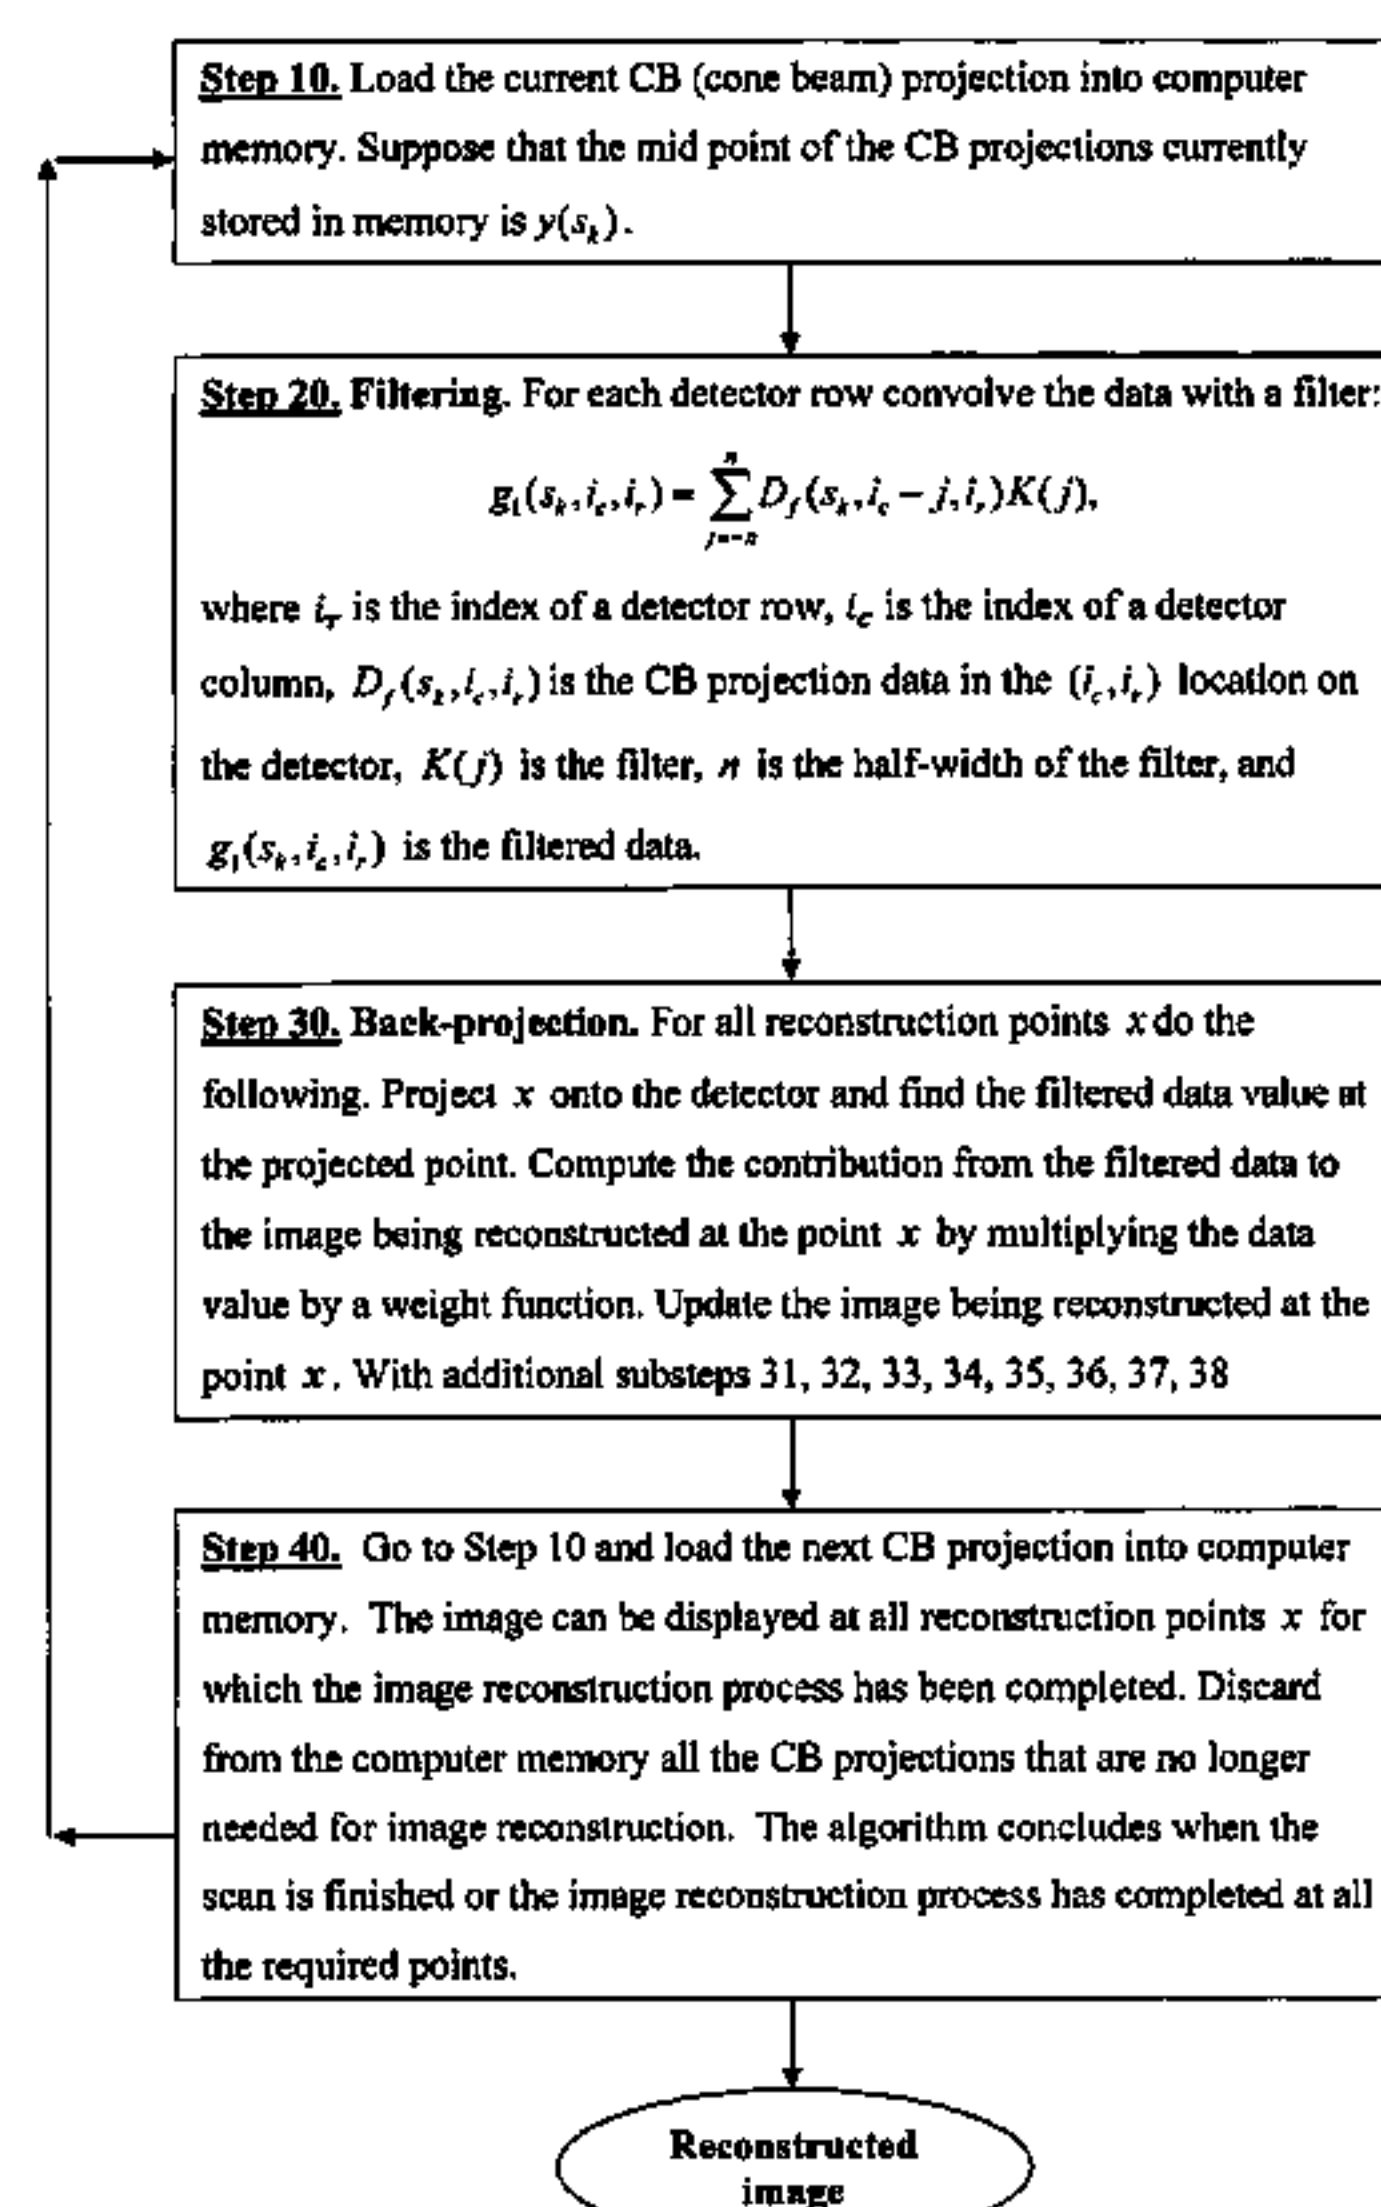 Step 10. Load the current CB (cone beam) projection into computer
memory. Suppose that the mid point of the CB projections currently
stored in memory is y(s_k).
Step 20. Filtering. For each detector row convolve the data with a filter:
g_1(s_k, i_c, i_r) = ∑_{j=-n}^{n} D_f(s_k, i_c − j, i_r)K(j),
where i_r is the index of a detector row, i_c is the index of a detector
column, D_f(s_k, i_c, i_r) is the CB projection data in the (i_c, i_r) location on
the detector, K(j) is the filter, n is the half-width of the filter, and
g_1(s_k, i_c, i_r) is the filtered data.
Step 30. Back-projection. For all reconstruction points x do the
following. Project x onto the detector and find the filtered data value at
the projected point. Compute the contribution from the filtered data to
the image being reconstructed at the point x by multiplying the data
value by a weight function. Update the image being reconstructed at the
point x. With additional substeps 31, 32, 33, 34, 35, 36, 37, 38
Step 40. Go to Step 10 and load the next CB projection into computer
memory. The image can be displayed at all reconstruction points x for
which the image reconstruction process has been completed. Discard
from the computer memory all the CB projections that are no longer
needed for image reconstruction. The algorithm concludes when the
scan is finished or the image reconstruction process has completed at all
the required points.
Reconstructed
image